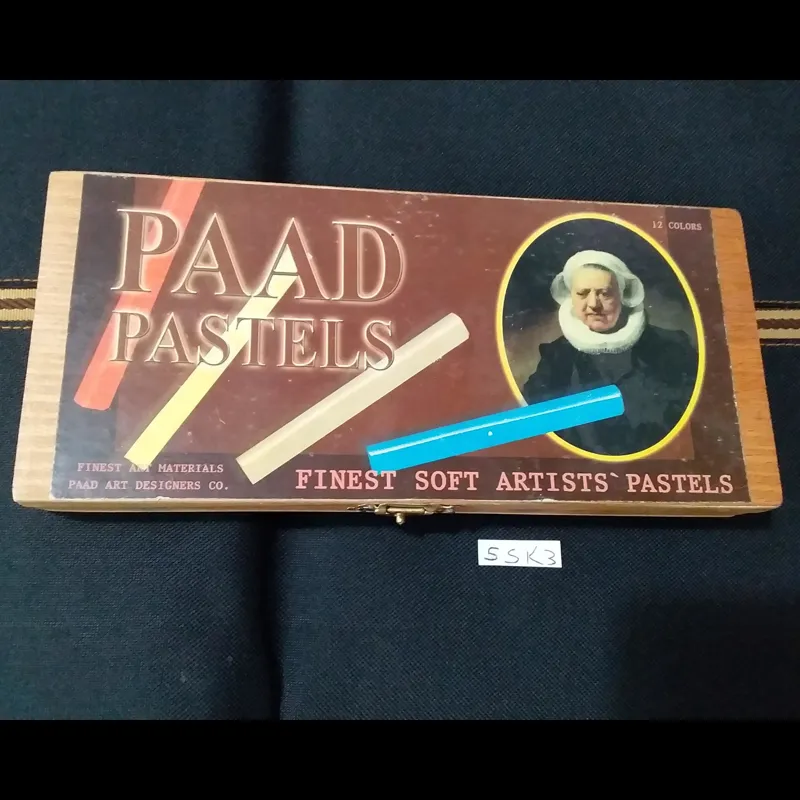 PAAD
PASTELS
12 COLORS
FINEST ART MATERIALS
PAAD ART DESIGNERS CO.
FINEST SOFT ARTISTS` PASTELS
5SK3